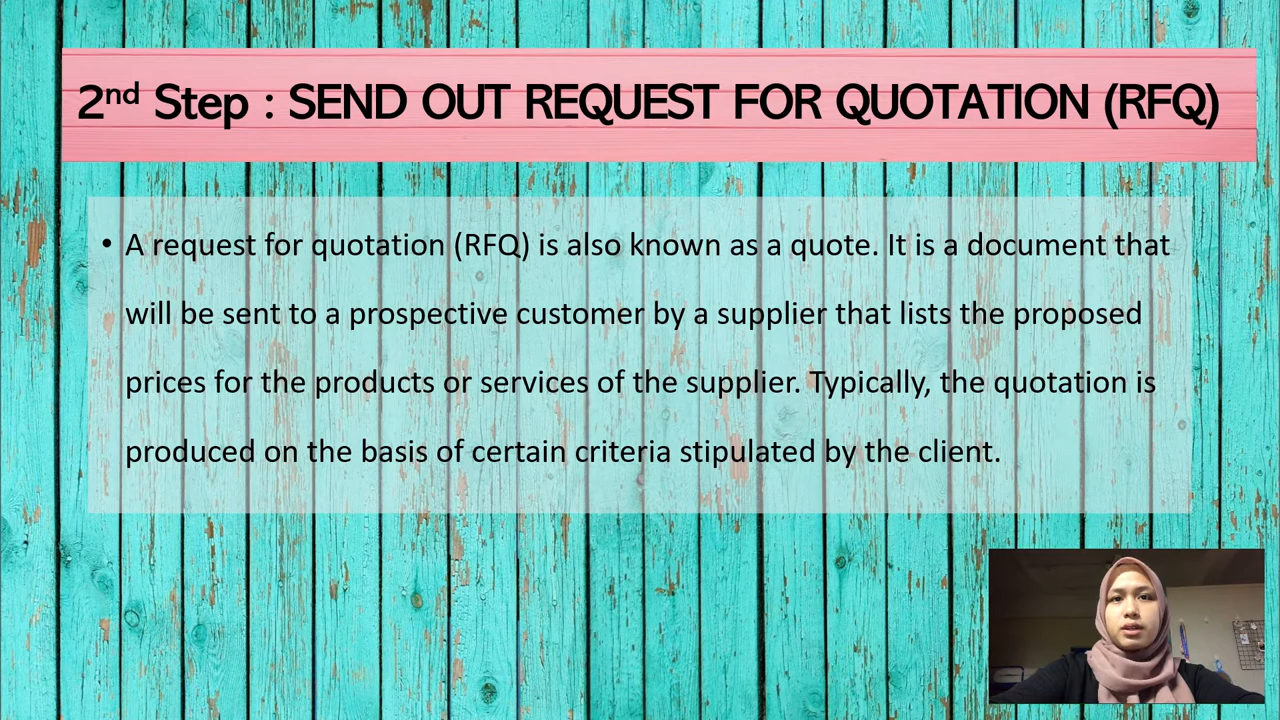 2nd Step : SEND OUT REQUEST FOR QUOTATION (RFQ)
• A request for quotation (RFQ) is also known as a quote. It is a document that
will be sent to a prospective customer by a supplier that lists the proposed
prices for the products or services of the supplier. Typically, the quotation is
produced on the basis of certain criteria stipulated by the client.